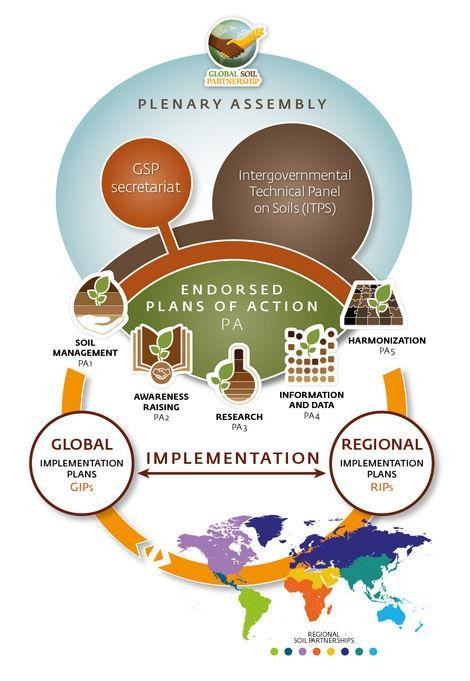 GLOBAL SOIL
PARTNERSHIP
PLENARY ASSEMBLY
GSP
secretariat
Intergovernmental
Technical Panel
on Soils (ITPS)
ENDORSED
PLANS OF ACTION
PA
SOIL
MANAGEMENT
PA1
AWARENESS
RAISING
PA2
RESEARCH
PA3
INFORMATION
AND DATA
PA4
HARMONIZATION
PA5
GLOBAL
IMPLEMENTATION
PLANS
GIPs
IMPLEMENTATION
REGIONAL
IMPLEMENTATION
PLANS
RIPs
REGIONAL
SOIL PARTNERSHIPS